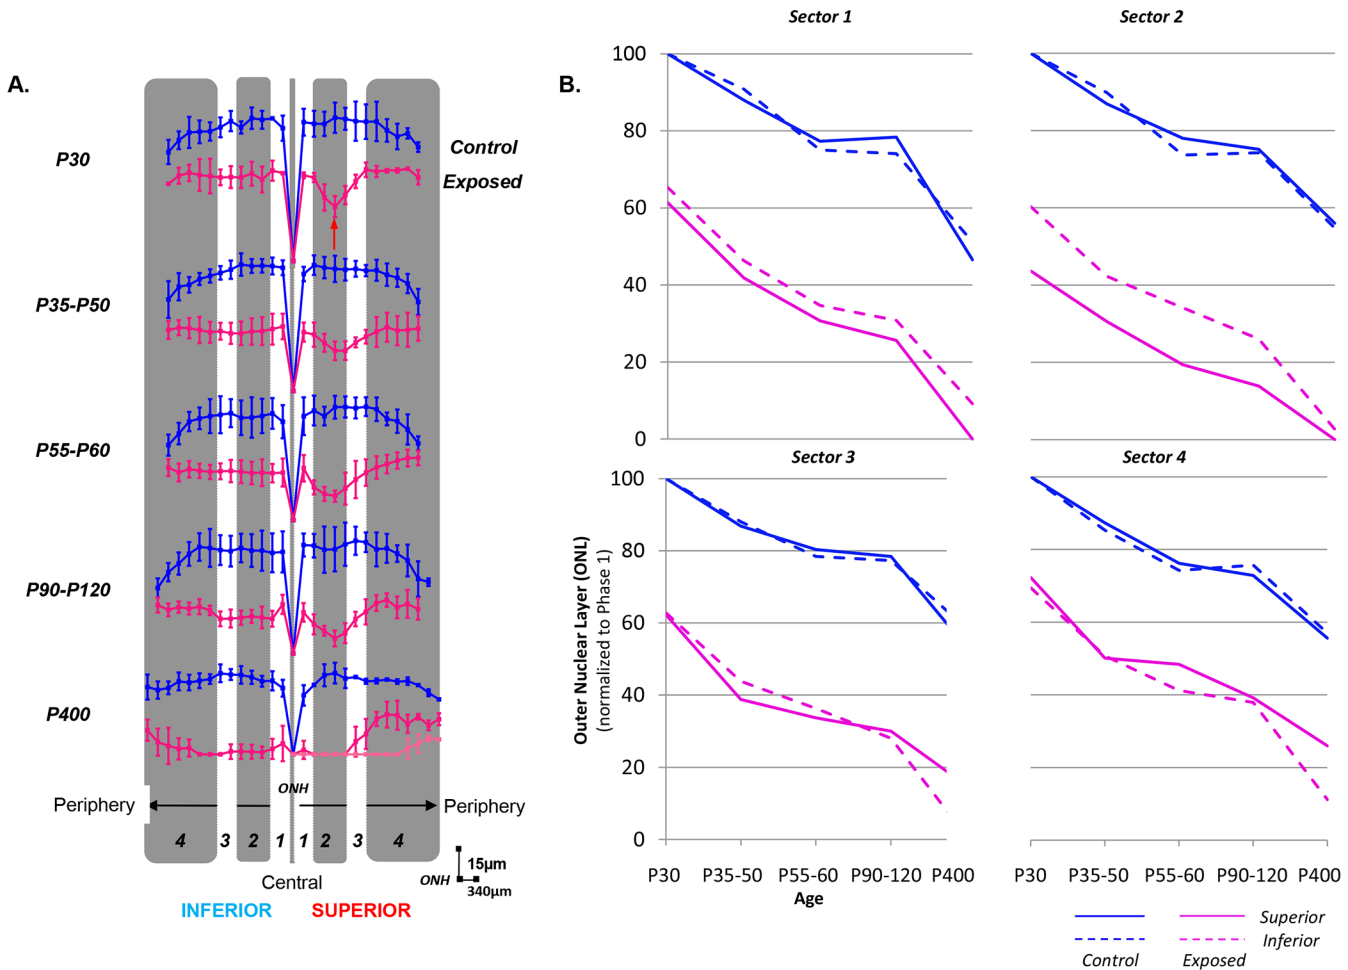 A.
P30
Control
Exposed
P35-P50
P55-P60
P90-P120
P400
ONH
Periphery
Periphery
4 3 2 1 1 2 3 4
15µm
ONH
340µm
Central
INFERIOR SUPERIOR
B.
Sector 1
Sector 2
100
80
60
40
20
0
Sector 3
Sector 4
100
80
60
40
20
0
Outer Nuclear Layer (ONL)
(normalized to Phase 1)
P30 P35-50 P55-60 P90-120 P400
P30 P35-50 P55-60 P90-120 P400
Age
Superior
Inferior
Control Exposed